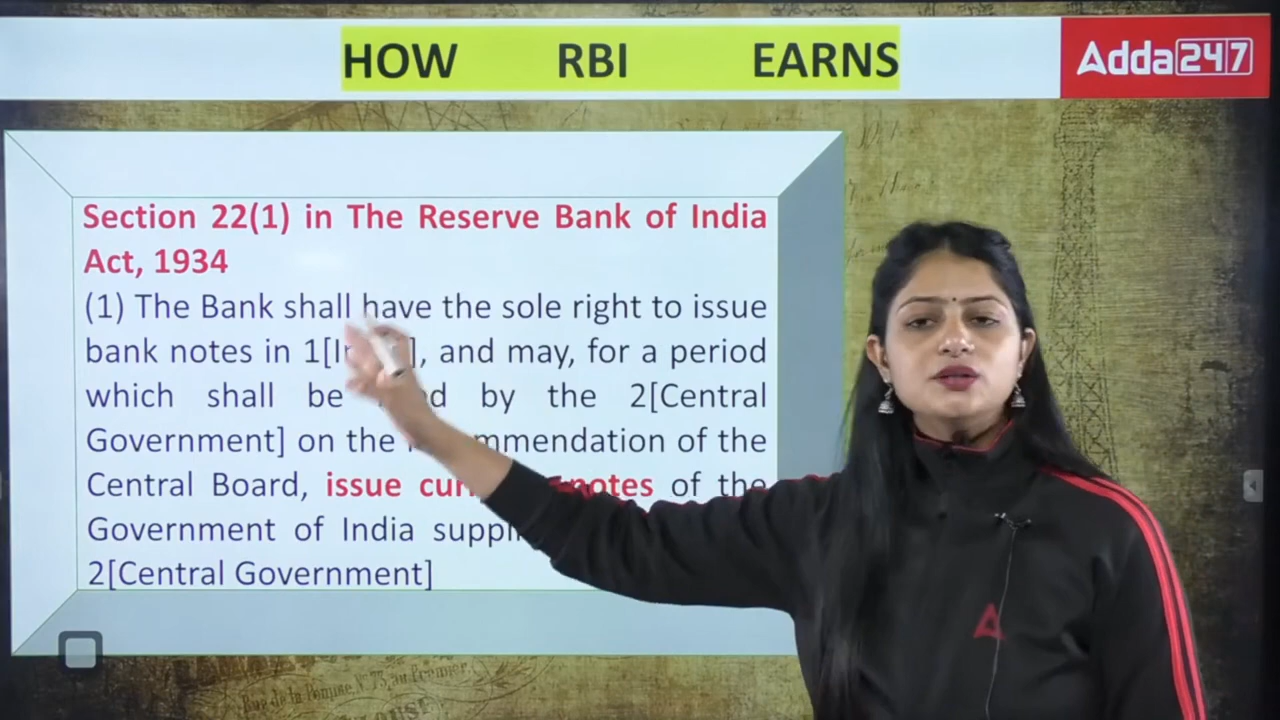 HOW RBI EARNS
Adda247
Section 22(1) in The Reserve Bank of India
Act, 1934
(1) The Bank shall have the sole right to issue
bank notes in 1[I ], and may, for a period
which shall be by the 2[Central
Government] on the mmendation of the
Central Board, issue notes of the
Government of India
2[Central Government]